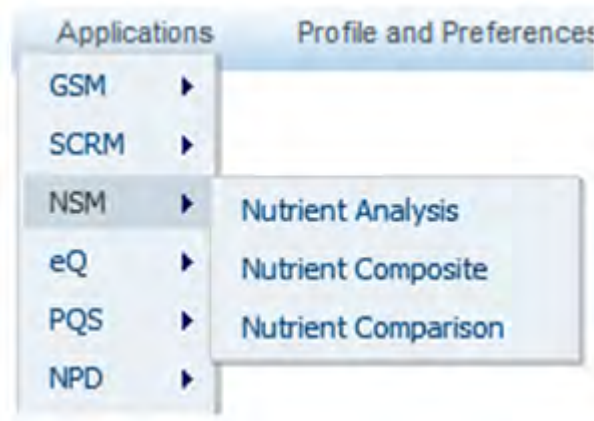 Applications Profile and Preferences
GSM
SCRM
NSM
eQ
PQS
NPD
Nutrient Analysis
Nutrient Composite
Nutrient Comparison